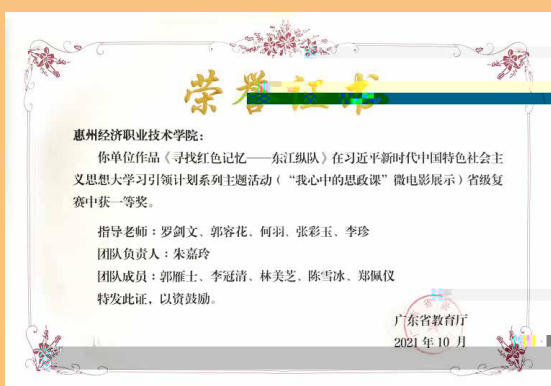 荣誉证书
惠州经济职业技术学院：
你单位作品《寻找红色记忆——东江纵队》在习近平新时代中国特色社会主
义思想大学习引领计划系列主题活动（“我心中的思政课”微电影展示）省级复
赛中获一等奖。
指导老师：罗剑文、郭容花、何羽、张彩玉、李珍
团队负责人：朱嘉玲
团队成员：郭雁士、李冠清、林美芝、陈雪冰、郑佩仪
特发此证，以资鼓励。
广东省教育厅
2021 年 10 月